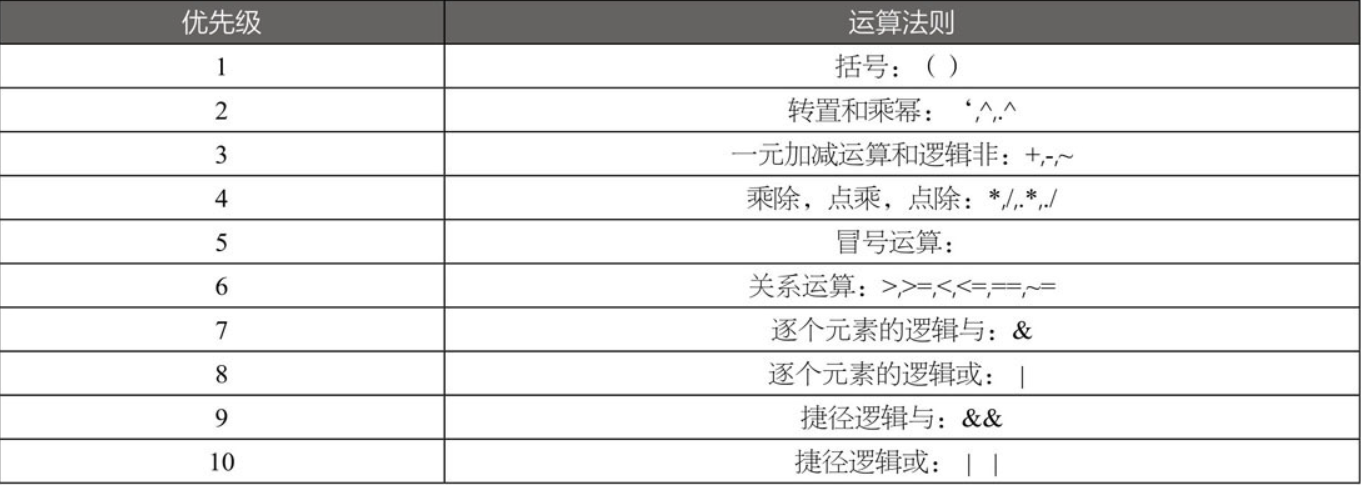 优先级 运算法则
1 括号：（ ）
2 转置和乘幂： ‘,^,.^
3 一元加减运算和逻辑非：+,-,~
4 乘除，点乘，点除：*,/,.*,./
5 冒号运算：
6 关系运算：>,>=,<,<=,==,~=
7 逐个元素的逻辑与：&
8 逐个元素的逻辑或：|
9 捷径逻辑与：&&
10 捷径逻辑或：| |